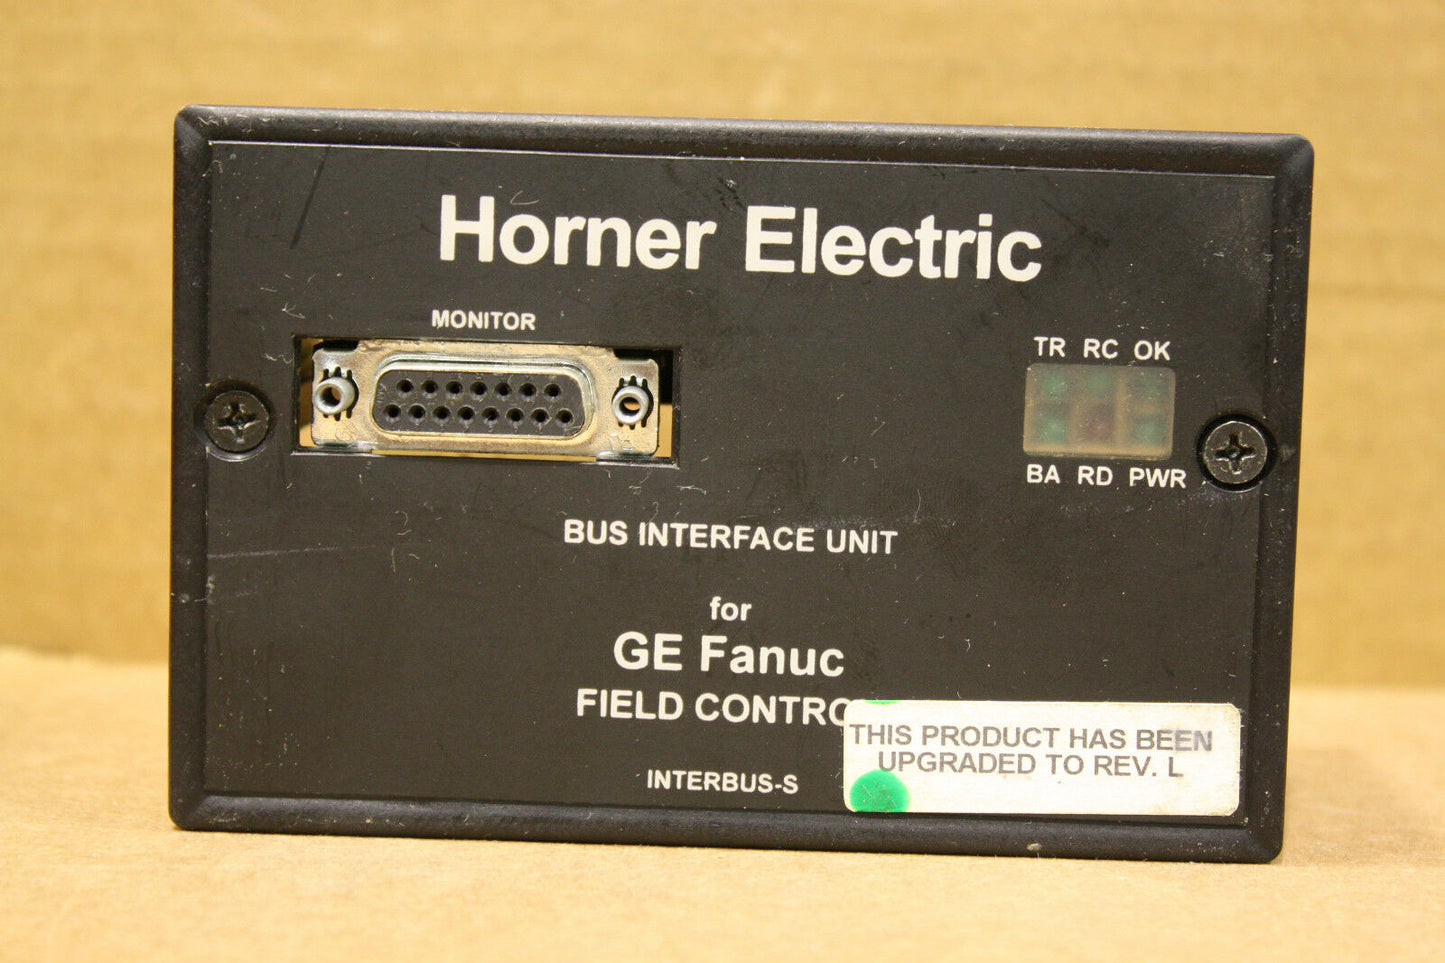 Horner Electric
MONITOR
TR RC OK
BA RD PWR
BUS INTERFACE UNIT
for
GE Fanuc
FIELD CONTRO
INTERBUS-S
THIS PRODUCT HAS BEEN
UPGRADED TO REV. L